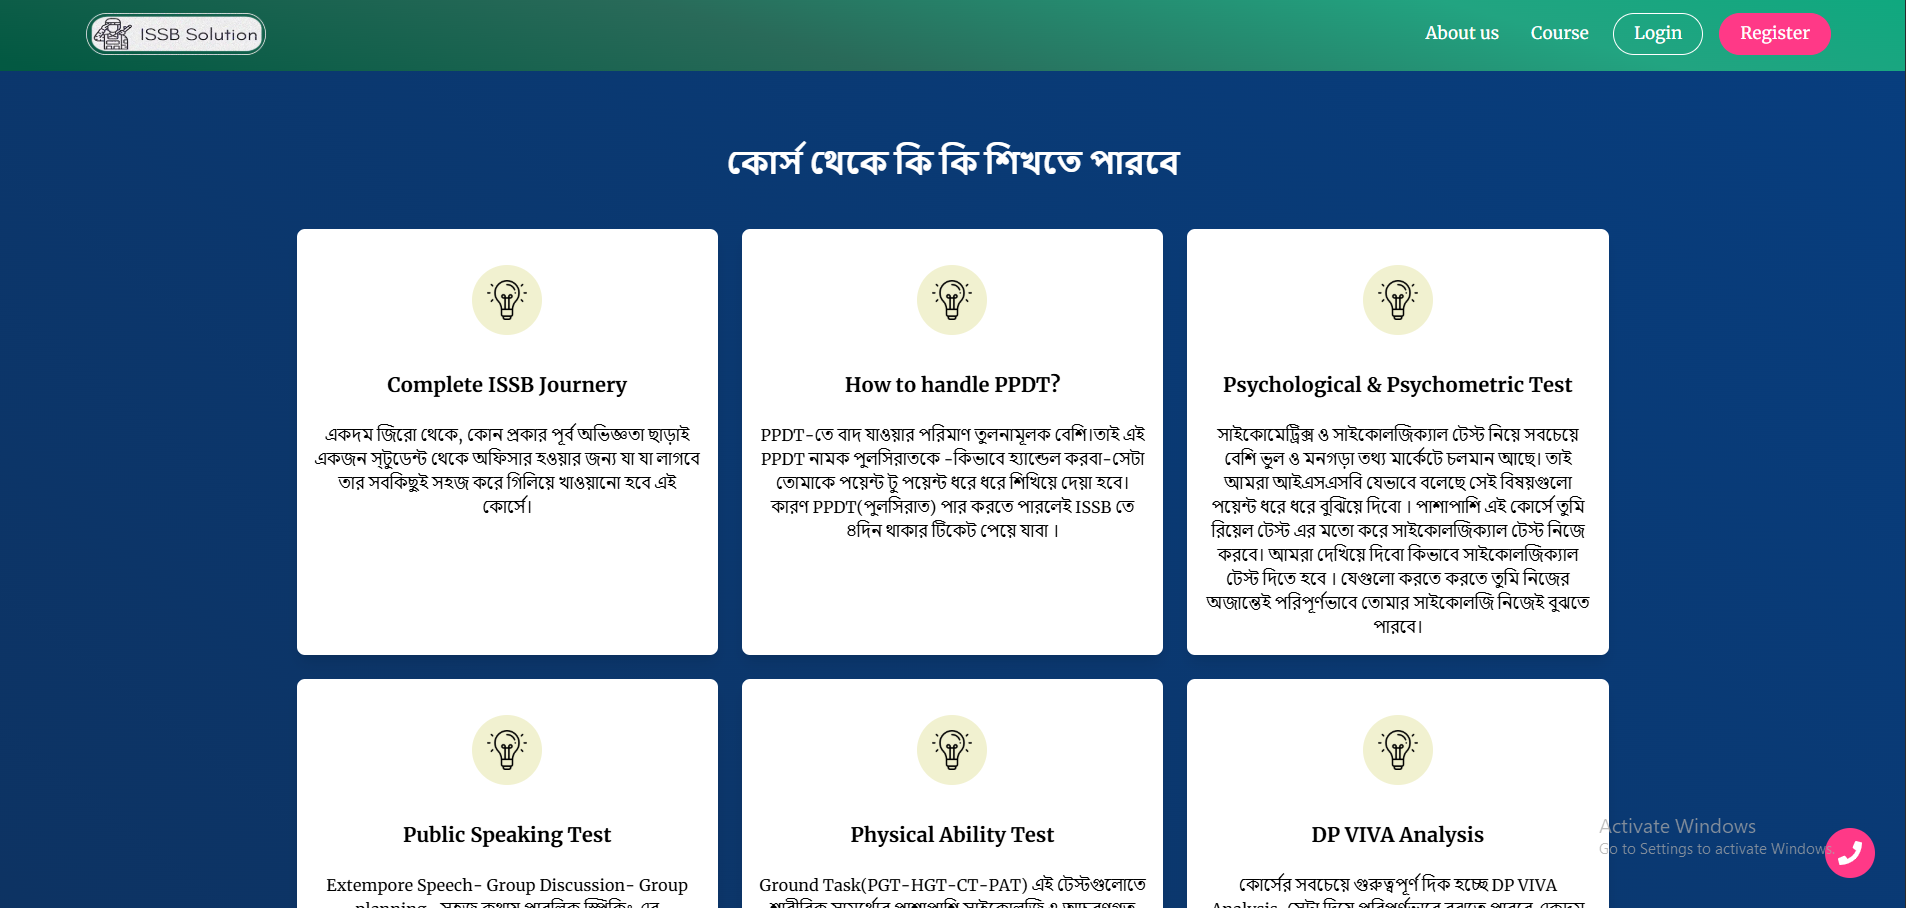 ISSB Solution
About us
Course
Login
Register
কোর্স থেকে কি কি শিখতে পারবে
Complete ISSB Journery
একদম জিরো থেকে, কোন প্রকার পূর্ব অভিজ্ঞতা ছাড়াই
একজন স্টুডেন্ট থেকে অফিসার হওয়ার জন্য যা যা লাগবে
তার সবকিছুই সহজ করে গিলিয়ে খাওয়ানো হবে এই
কোর্সে।
How to handle PPDT?
PPDT-তে বাদ যাওয়ার পরিমাণ তুলনামূলক বেশি।তাই এই
PPDT নামক পুলসিরাতকে -কিভাবে হ্যান্ডেল করবা-সেটা
তোমাকে পয়েন্ট টু পয়েন্ট ধরে ধরে শিখিয়ে দেয়া হবে।
কারণ PPDT(পুলসিরাত) পার করতে পারলেই ISSB তে
৪দিন থাকার টিকেট পেয়ে যাবা ।
Psychological & Psychometric Test
সাইকোমেট্রিক্স ও সাইকোলজিক্যাল টেস্ট নিয়ে সবচেয়ে
বেশি ভুল ও মনগড়া তথ্য মার্কেটে চলমান আছে। তাই
আমরা আইএসএসবি যেভাবে বলেছে সেই বিষয়গুলো
পয়েন্ট ধরে ধরে বুঝিয়ে দিবো । পাশাপাশি এই কোর্সে তুমি
রিয়েল টেস্ট এর মতো করে সাইকোলজিক্যাল টেস্ট নিজে
করবে। আমরা দেখিয়ে দিবো কিভাবে সাইকোলজিক্যাল
টেস্ট দিতে হবে । যেগুলো করতে করতে তুমি নিজের
অজান্তেই পরিপূর্ণভাবে তোমার সাইকোলজি নিজেই বুঝতে
পারবে।
Public Speaking Test
Extempore Speech- Group Discussion- Group
Physical Ability Test
Ground Task(PGT-HGT-CT-PAT) এই টেস্টগুলোতে
DP VIVA Analysis
কোর্সের সবচেয়ে গুরুত্বপূর্ণ দিক হচ্ছে DP VIVA
Activate Windows
Go to Settings to activate Windows.